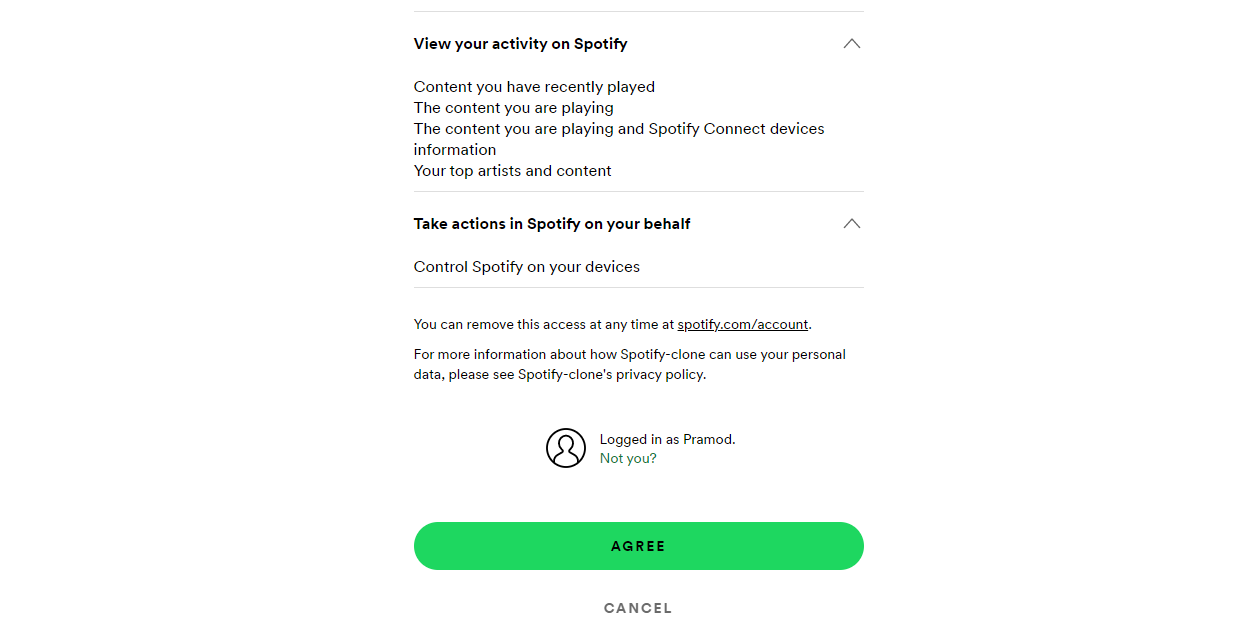 View your activity on Spotify
Content you have recently played
The content you are playing
The content you are playing and Spotify Connect devices
information
Your top artists and content
Take actions in Spotify on your behalf
Control Spotify on your devices
You can remove this access at any time at spotify.com/account.
For more information about how Spotify-clone can use your personal
data, please see Spotify-clone's privacy policy.
Logged in as Pramod.
Not you?
AGREE
CANCEL